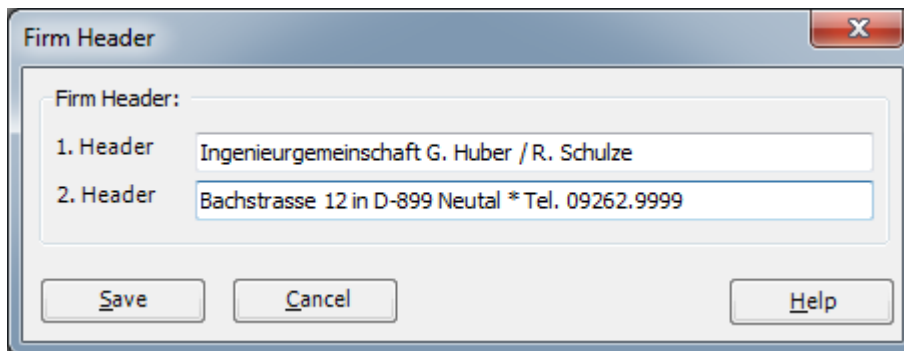 Firm Header
Firm Header:
1. Header Ingenieurgemeinschaft G. Huber / R. Schulze
2. Header Bachstrasse 12 in D-899 Neutal * Tel. 09262.9999
Save Cancel Help